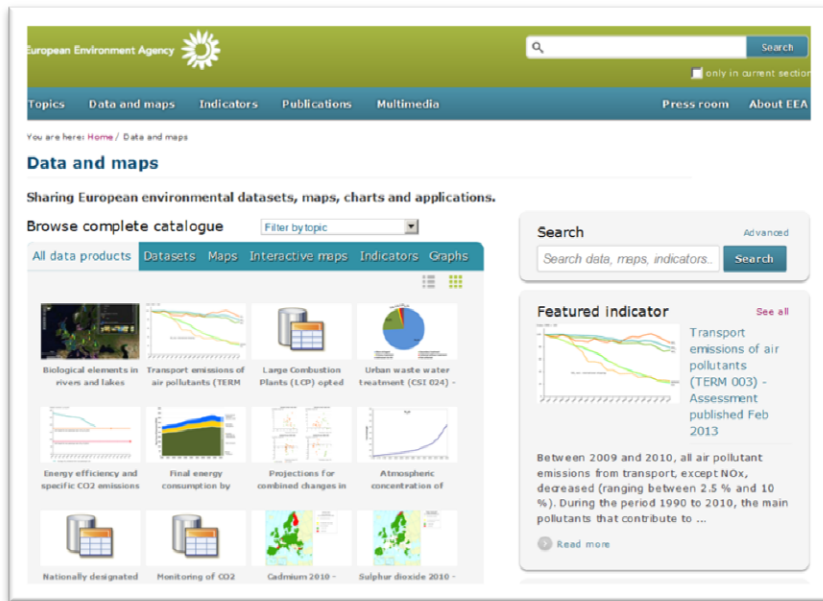 European Environment Agency
Search
only in current section
Topics Data and maps Indicators Publications Multimedia Press room About EEA
You are here: Home / Data and maps
Data and maps
Sharing European environmental datasets, maps, charts and applications.
Browse complete catalogue Filter by topic
All data products Datasets Maps Interactive maps Indicators Graphs
Biological elements in
rivers and lakes
Transport emissions of
air pollutants (TERM
Large Combustion
Plants (LCP) opted
Urban waste water
treatment (CSI 024) -
Energy efficiency and
specific CO2 emissions
Final energy
consumption by
Projections for
combined changes in
Atmospheric
concentration of
Nationally designated
Monitoring of CO2
Cadmium 2010 -
Sulphur dioxide 2010 -
Search Advanced
Search data, maps, indicators.. Search
Featured indicator See all
Transport
emissions of air
pollutants
(TERM 003) -
Assessment
published Feb
2013
Between 2009 and 2010, all air pollutant
emissions from transport, except NOx,
decreased (ranging between 2.5 % and 10
%). During the period 1990 to 2010, the main
pollutants that contribute to ...
Read more